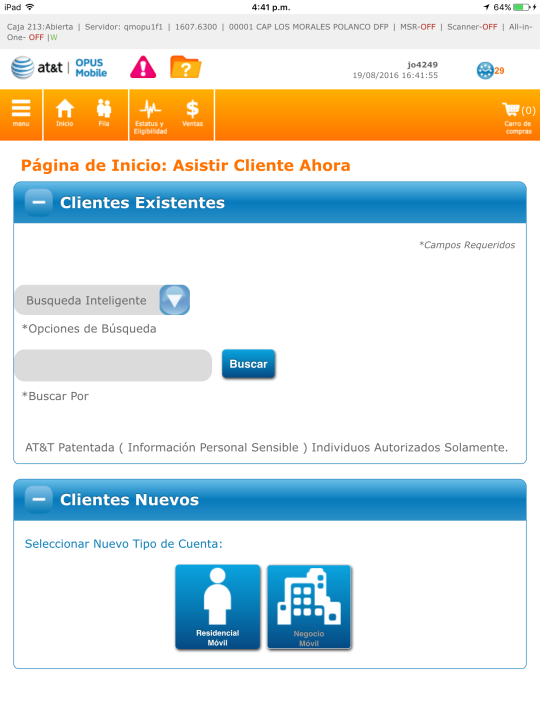 iPad 4:41 p.m. 64%
Caja 213:Abierta | Servidor: qmopu1f1 | 1607.6300 | 00001 CAP LOS MORALES POLANCO DFP | MSR-OFF | Scanner-OFF | All-in-
One- OFF |W
at&t | OPUS Mobile
jo4249
19/08/2016 16:41:55
29
menu
Inicio
Fila
Estatus y
Eligibilidad
Ventas
(0)
Carro de
compras
Página de Inicio: Asistir Cliente Ahora
Clientes Existentes
*Campos Requeridos
Busqueda Inteligente
*Opciones de Búsqueda
Buscar
*Buscar Por
AT&T Patentada ( Información Personal Sensible ) Individuos Autorizados Solamente.
Clientes Nuevos
Seleccionar Nuevo Tipo de Cuenta:
Residencial
Móvil
Negocio
Móvil